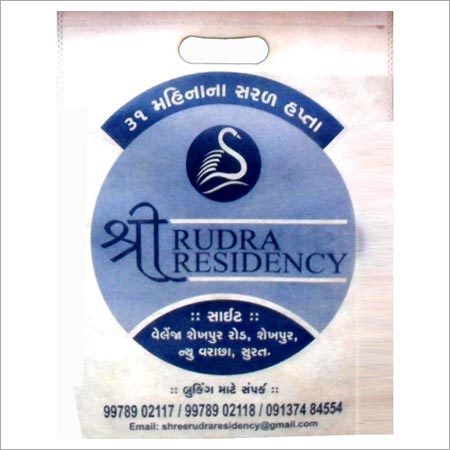 ૩૧ મહિનાના સરળ હપ્તા
श्री RUDRA
RESIDENCY
:: સાઈટ ::
વેલેંજા શેખપુર રોડ, શેખપુર,
ન્યુ વરાછા, સુરત.
:: બુકિંગ માટે સંપર્ક :
99789 02117 / 99789 02118 / 091374 84554
Email: shreerudraresidency@gmail.com